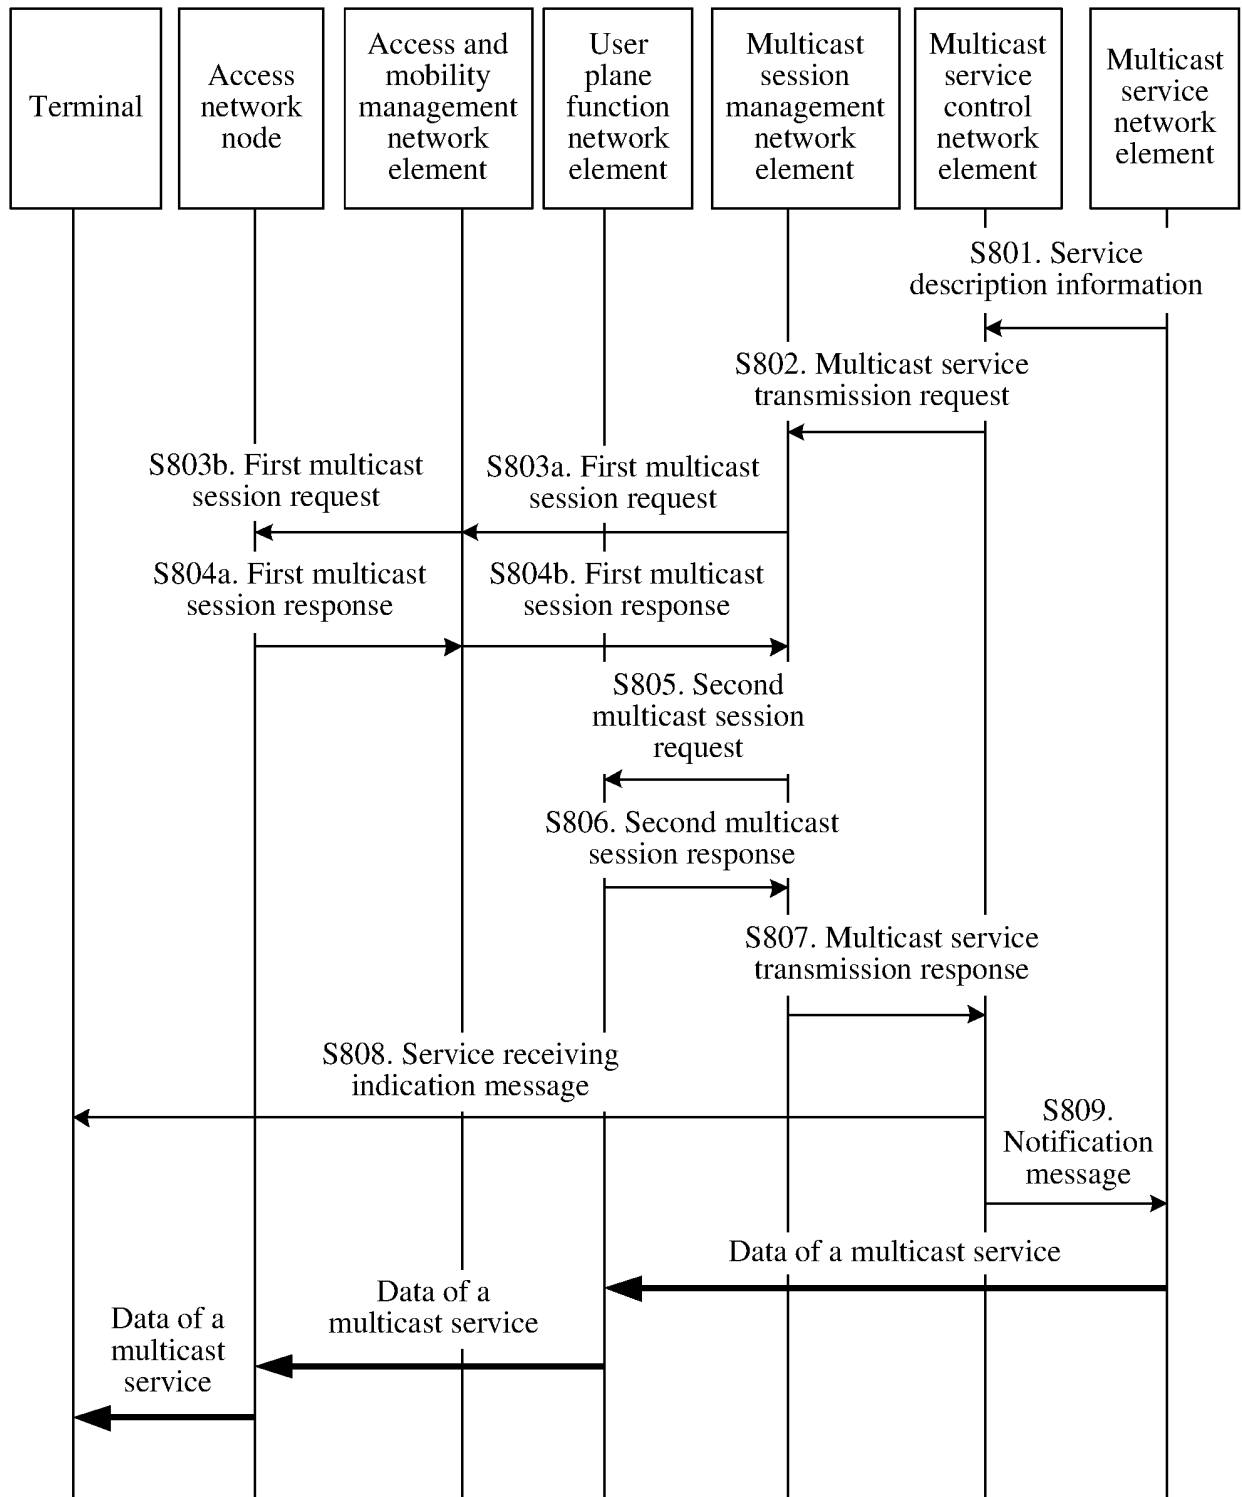 Terminal
Access
network
node
Access and
mobility
management
network
element
User
plane
function
network
element
Multicast
session
management
network
element
Multicast
service
control
network
element
Multicast
service
network
element
S801. Service
description information
S802. Multicast service
transmission request
S803b. First multicast
session request
S803a. First multicast
session request
S804a. First multicast
session response
S804b. First multicast
session response
S805. Second
multicast session
request
S806. Second multicast
session response
S807. Multicast service
transmission response
S808. Service receiving
indication message
S809.
Notification
message
Data of a multicast service
Data of a
multicast service
Data of a
multicast
service